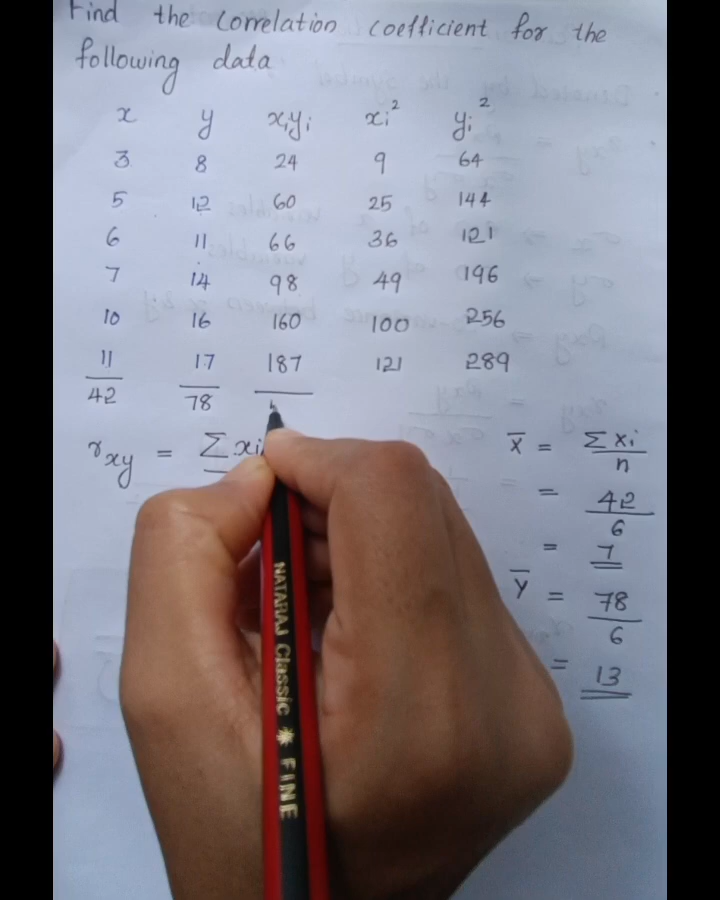 Find the Correlation coefficient for the
following data
x y xᵢyᵢ xᵢ² yᵢ²
3 8 24 9 64
5 12 60 25 144
6 11 66 36 121
7 14 98 49 196
10 16 160 100 256
11 17 187 121 289
42 78
r_xy = Σxᵢ
x̄ = Σxᵢ/n
= 42/6
= 7
ȳ = 78/6
= 13
NATARAJ Classic FINE